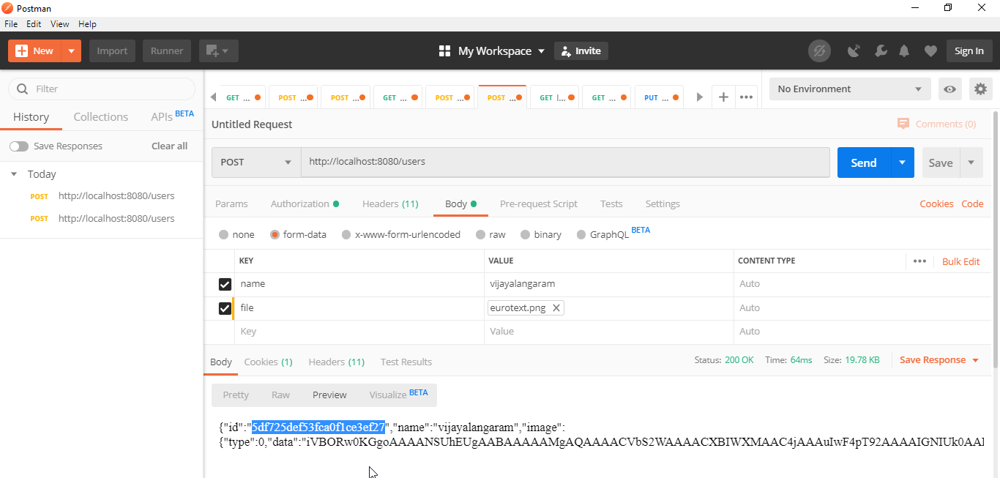 Postman
File Edit View Help
New Import Runner My Workspace Invite Sign In
Filter
History Collections APIs BETA
Save Responses Clear all
Today
POST http://localhost:8080/users
POST http://localhost:8080/users
GET ... POST ... POST ... GET ... POST ... POST ... GET l... GET ... PUT ... + •••
No Environment
Untitled Request
Comments (0)
POST http://localhost:8080/users Send Save
Params Authorization Headers (11) Body Pre-request Script Tests Settings Cookies Code
none form-data x-www-form-urlencoded raw binary GraphQL BETA
KEY VALUE CONTENT TYPE ••• Bulk Edit
name vijayalangaram Auto
file eurotext.png Auto
Key Value Auto
Body Cookies (1) Headers (11) Test Results Status: 200 OK Time: 64ms Size: 19.78 KB Save Response
Pretty Raw Preview Visualize BETA
{"id":"5df725def53fca0f1ce3ef27","name":"vijayalangaram","image":
{"type":0,"data":"iVBORw0KGgoAAAANSUhEUgAABAAAAAMgAQAAAACVbS2WAAAACXBIWXMAAC4jAAAuIwF4pT92AAAAIGNIUk0AAI